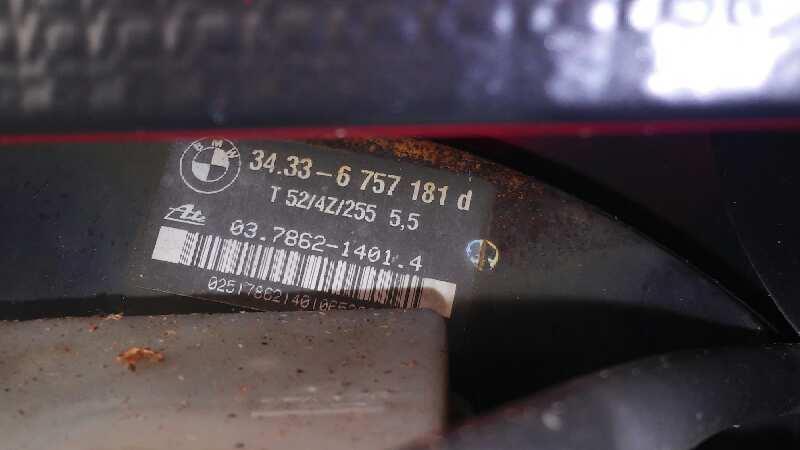 BMW
34.33-6 757 181 d
T 52/4Z/255 5,5
Ate
03.7862-1401.4